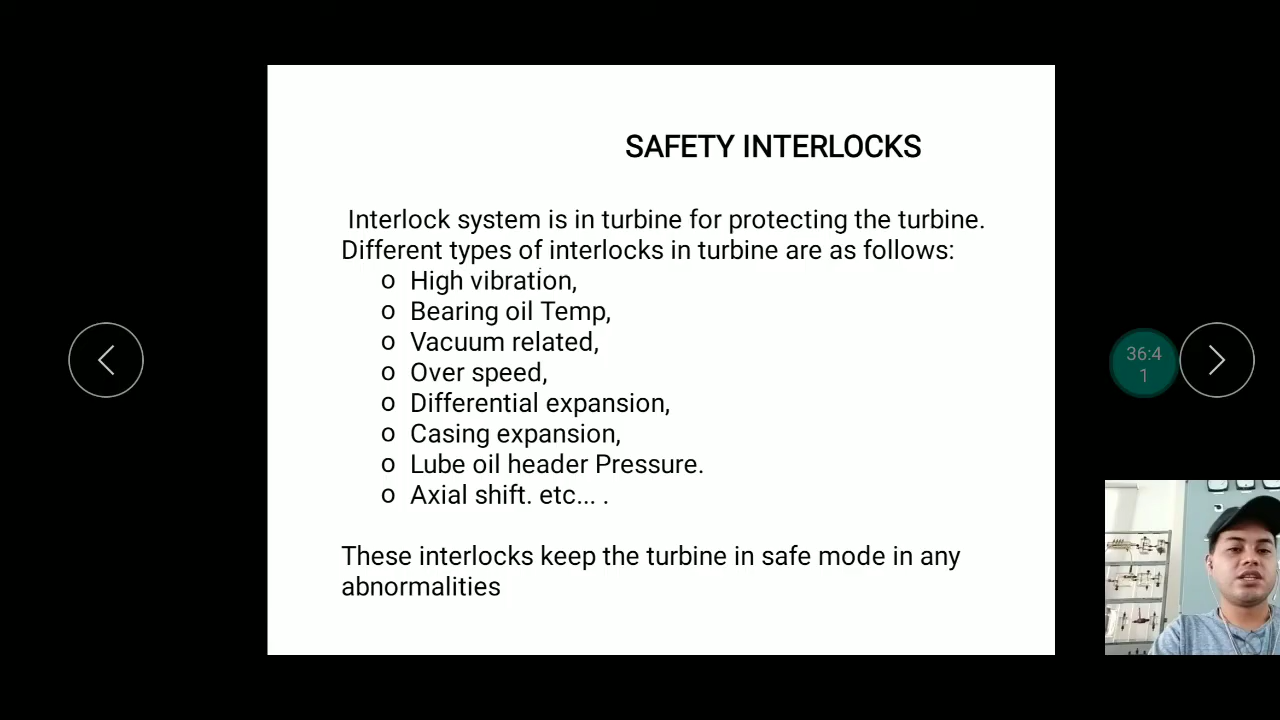 SAFETY INTERLOCKS
Interlock system is in turbine for protecting the turbine.
Different types of interlocks in turbine are as follows:
o High vibration,
o Bearing oil Temp,
o Vacuum related,
o Over speed,
o Differential expansion,
o Casing expansion,
o Lube oil header Pressure.
o Axial shift. etc... .
These interlocks keep the turbine in safe mode in any
abnormalities
36:4
1